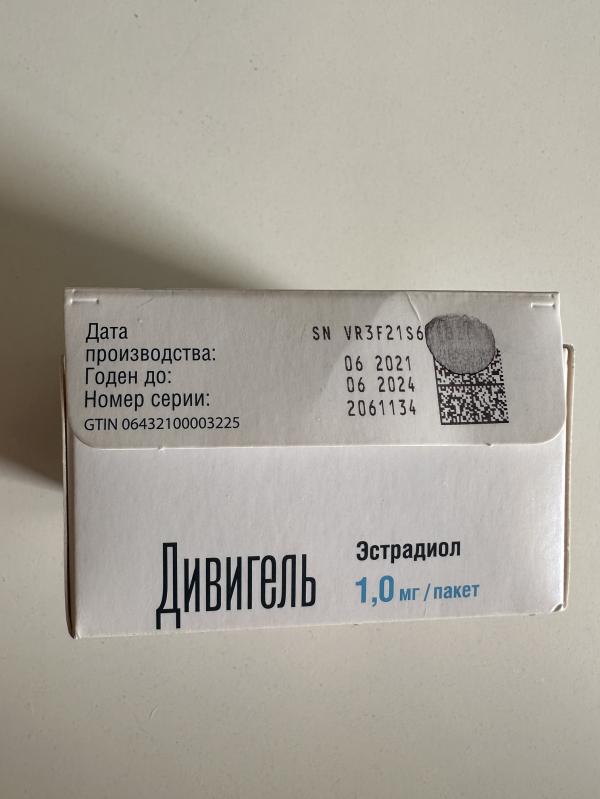 Дата
производства:
Годен до:
Номер серии:
GTIN 06432100003225
SN VR3F21S6
06 2021
06 2024
2061134
Дивигель
Эстрадиол
1,0 мг / пакет